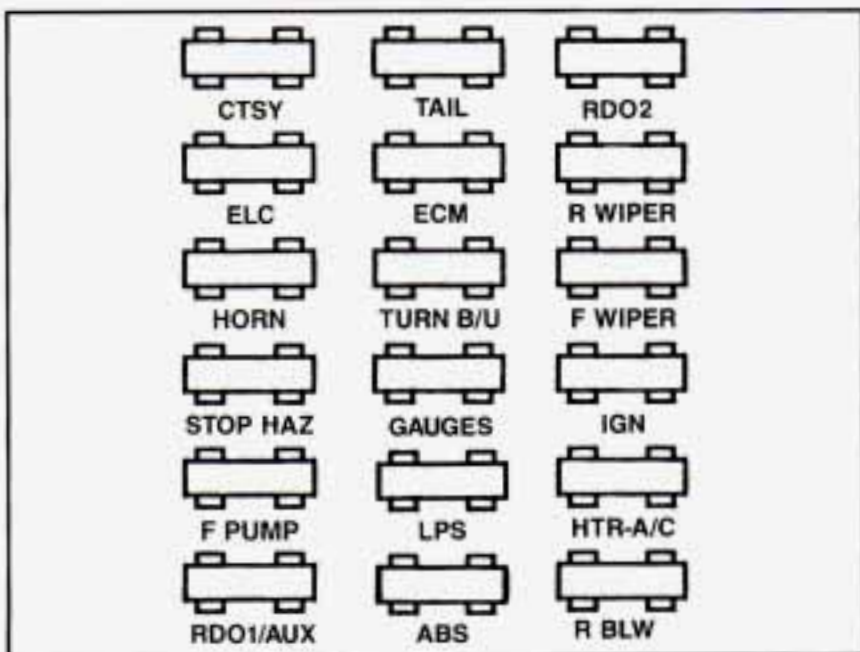 CTSY TAIL RDO2
ELC ECM R WIPER
HORN TURN B/U F WIPER
STOP HAZ GAUGES IGN
F PUMP LPS HTR-A/C
RDO1/AUX ABS R BLW